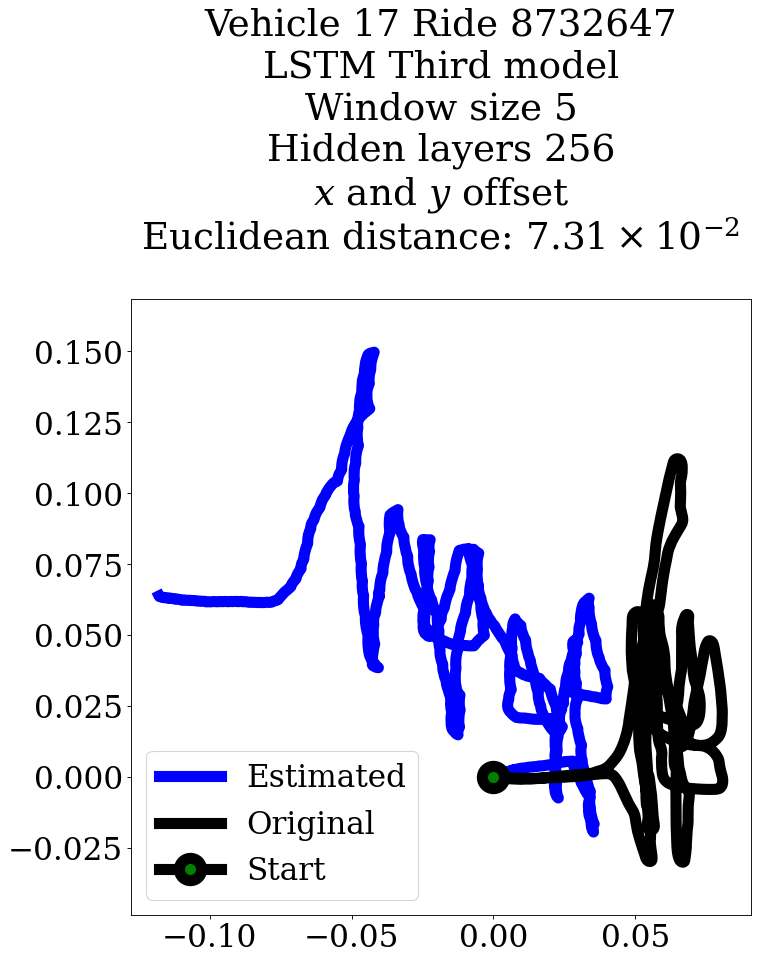 Vehicle 17 Ride 8732647
LSTM Third model
Window size 5
Hidden layers 256
x and y offset
Euclidean distance: 7.31 × 10⁻²
0.150
0.125
0.100
0.075
0.050
0.025
0.000
−0.025
Estimated
Original
Start
−0.10 −0.05 0.00 0.05